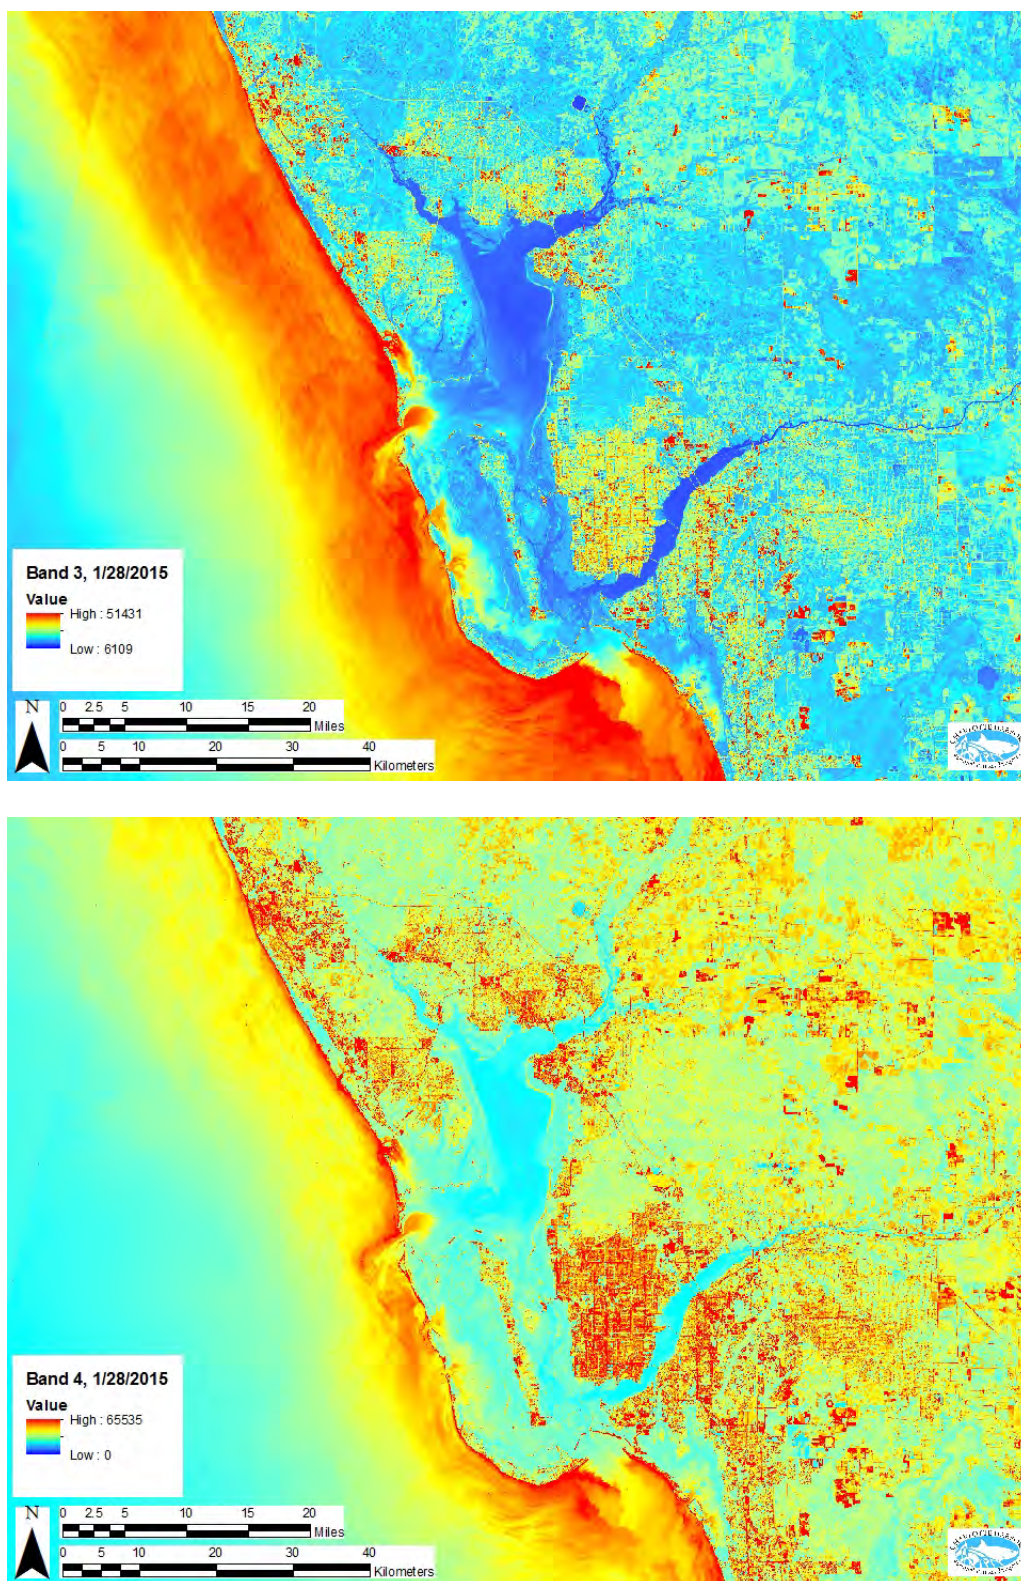 Band 3, 1/28/2015
Value
High : 51431
Low : 6109
N
0 2.5 5 10 15 20
Miles
0 5 10 20 30 40
Kilometers
Band 4, 1/28/2015
Value
High : 65535
Low : 0
N
0 2.5 5 10 15 20
Miles
0 5 10 20 30 40
Kilometers